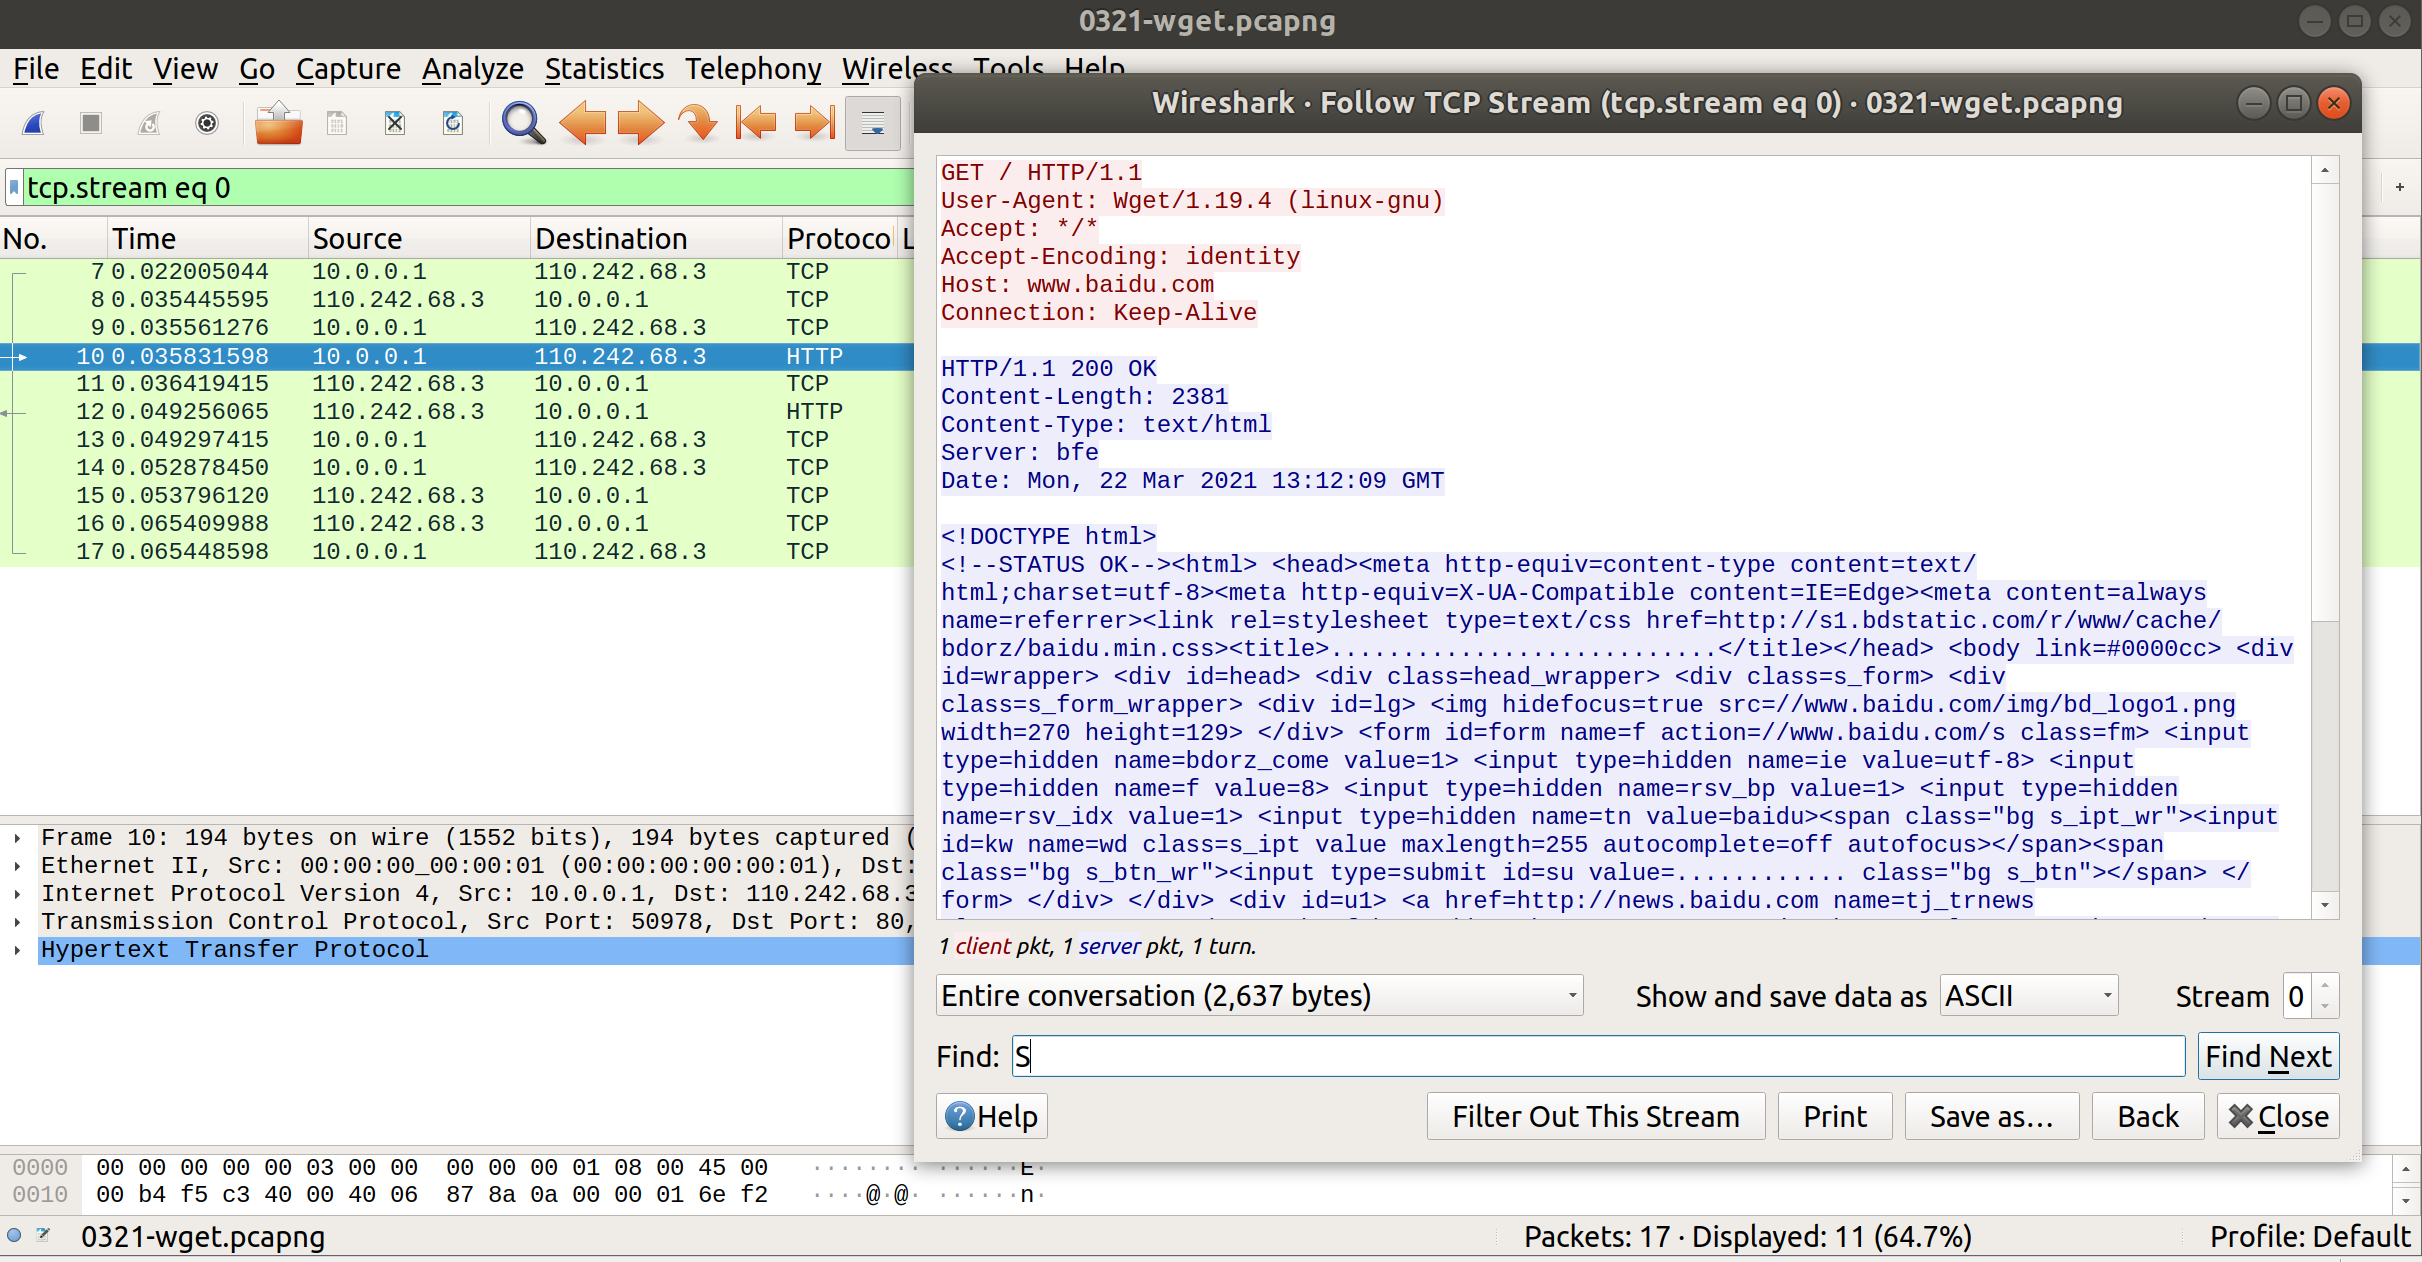 0321-wget.pcapng
File Edit View Go Capture Analyze Statistics Telephony Wireless Tools Help
tcp.stream eq 0
No. Time Source Destination Protoco L
7 0.022005044 10.0.0.1 110.242.68.3 TCP
8 0.035445595 110.242.68.3 10.0.0.1 TCP
9 0.035561276 10.0.0.1 110.242.68.3 TCP
10 0.035831598 10.0.0.1 110.242.68.3 HTTP
11 0.036419415 110.242.68.3 10.0.0.1 TCP
12 0.049256065 110.242.68.3 10.0.0.1 HTTP
13 0.049297415 10.0.0.1 110.242.68.3 TCP
14 0.052878450 10.0.0.1 110.242.68.3 TCP
15 0.053796120 110.242.68.3 10.0.0.1 TCP
16 0.065409988 110.242.68.3 10.0.0.1 TCP
17 0.065448598 10.0.0.1 110.242.68.3 TCP
Frame 10: 194 bytes on wire (1552 bits), 194 bytes captured (
Ethernet II, Src: 00:00:00_00:00:01 (00:00:00:00:00:01), Dst:
Internet Protocol Version 4, Src: 10.0.0.1, Dst: 110.242.68.3
Transmission Control Protocol, Src Port: 50978, Dst Port: 80,
Hypertext Transfer Protocol
0000 00 00 00 00 00 03 00 00 00 00 00 01 08 00 45 00 ········ ······E·
0010 00 b4 f5 c3 40 00 40 06 87 8a 0a 00 00 01 6e f2 ····@·@· ······n·
0321-wget.pcapng
Packets: 17 · Displayed: 11 (64.7%)
Profile: Default
Wireshark · Follow TCP Stream (tcp.stream eq 0) · 0321-wget.pcapng
GET / HTTP/1.1
User-Agent: Wget/1.19.4 (linux-gnu)
Accept: */*
Accept-Encoding: identity
Host: www.baidu.com
Connection: Keep-Alive
HTTP/1.1 200 OK
Content-Length: 2381
Content-Type: text/html
Server: bfe
Date: Mon, 22 Mar 2021 13:12:09 GMT
<!DOCTYPE html>
<!--STATUS OK--><html> <head><meta http-equiv=content-type content=text/
html;charset=utf-8><meta http-equiv=X-UA-Compatible content=IE=Edge><meta content=always
name=referrer><link rel=stylesheet type=text/css href=http://s1.bdstatic.com/r/www/cache/
bdorz/baidu.min.css><title>...........................</title></head> <body link=#0000cc> <div
id=wrapper> <div id=head> <div class=head_wrapper> <div class=s_form> <div
class=s_form_wrapper> <div id=lg> <img hidefocus=true src=//www.baidu.com/img/bd_logo1.png
width=270 height=129> </div> <form id=form name=f action=//www.baidu.com/s class=fm> <input
type=hidden name=bdorz_come value=1> <input type=hidden name=ie value=utf-8> <input
type=hidden name=f value=8> <input type=hidden name=rsv_bp value=1> <input type=hidden
name=rsv_idx value=1> <input type=hidden name=tn value=baidu><span class="bg s_ipt_wr"><input
id=kw name=wd class=s_ipt value maxlength=255 autocomplete=off autofocus></span><span
class="bg s_btn_wr"><input type=submit id=su value=............ class="bg s_btn"></span> </
form> </div> </div> <div id=u1> <a href=http://news.baidu.com name=tj_trnews
1 client pkt, 1 server pkt, 1 turn.
Entire conversation (2,637 bytes)
Show and save data as ASCII
Stream 0
Find: S
Find Next
Help
Filter Out This Stream
Print
Save as…
Back
Close